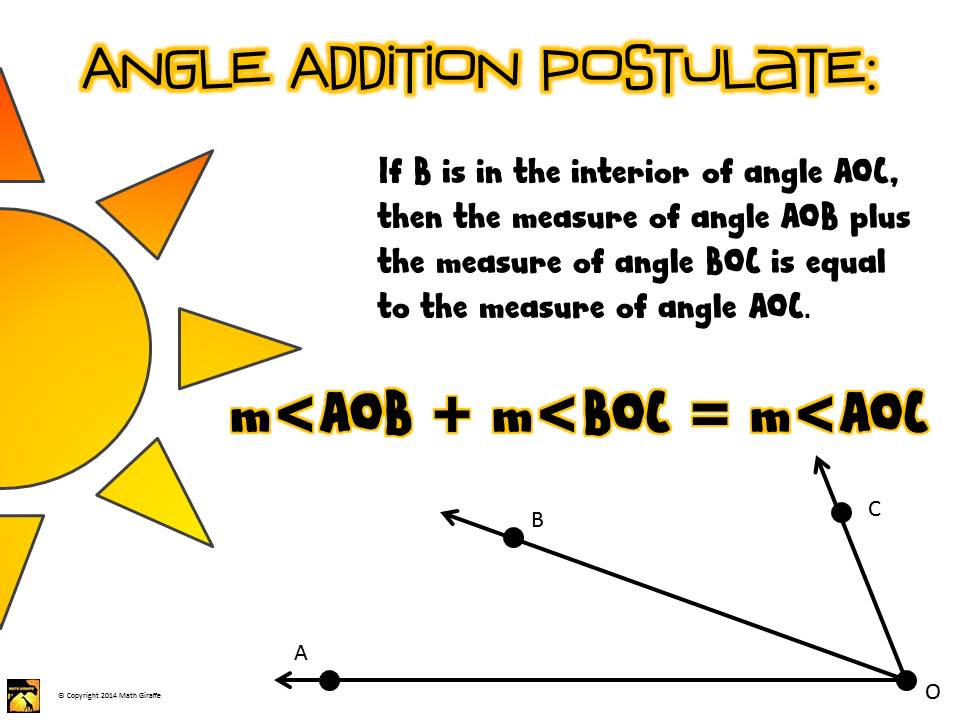 ANGLE ADDITION POSTULATE:
If B is in the interior of angle AOC,
then the measure of angle AOB plus
the measure of angle BOC is equal
to the measure of angle AOC.
m<AOB + m<BOC = m<AOC
C
B
A
O
MATH GIRAFFE
© Copyright 2014 Math Giraffe